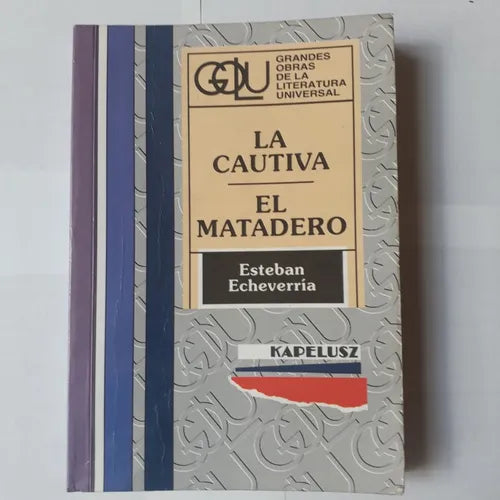 GOLU
GRANDES
OBRAS
DE LA
LITERATURA
UNIVERSAL
LA
CAUTIVA
EL
MATADERO
Esteban
Echeverría
KAPELUSZ